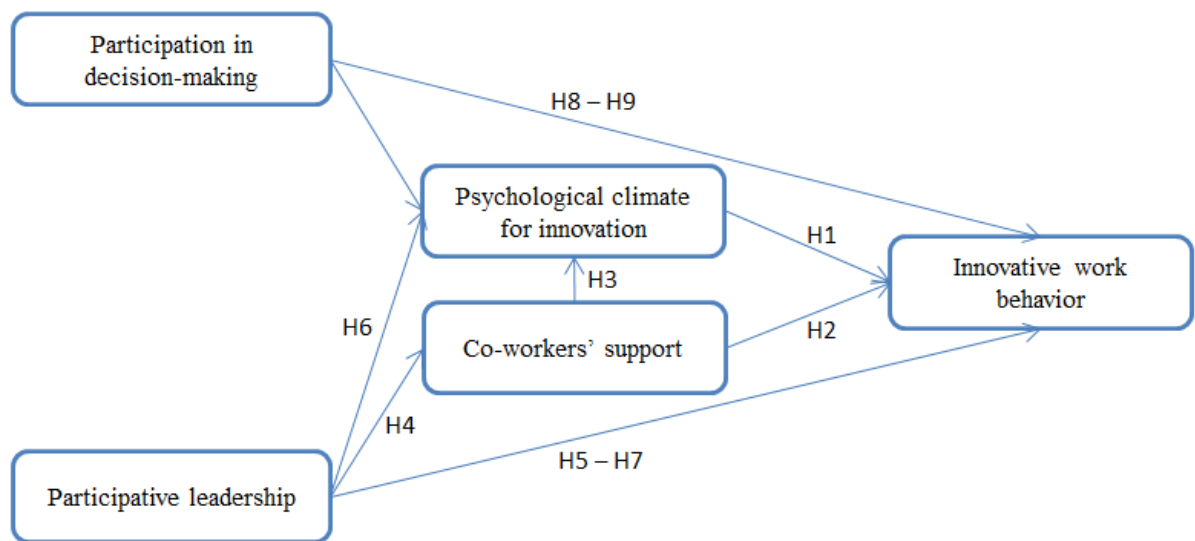 Participation in
decision-making
H8 – H9
Psychological climate
for innovation
H1
Innovative work
behavior
H3
H6
Co-workers’ support
H2
H4
H5 – H7
Participative leadership